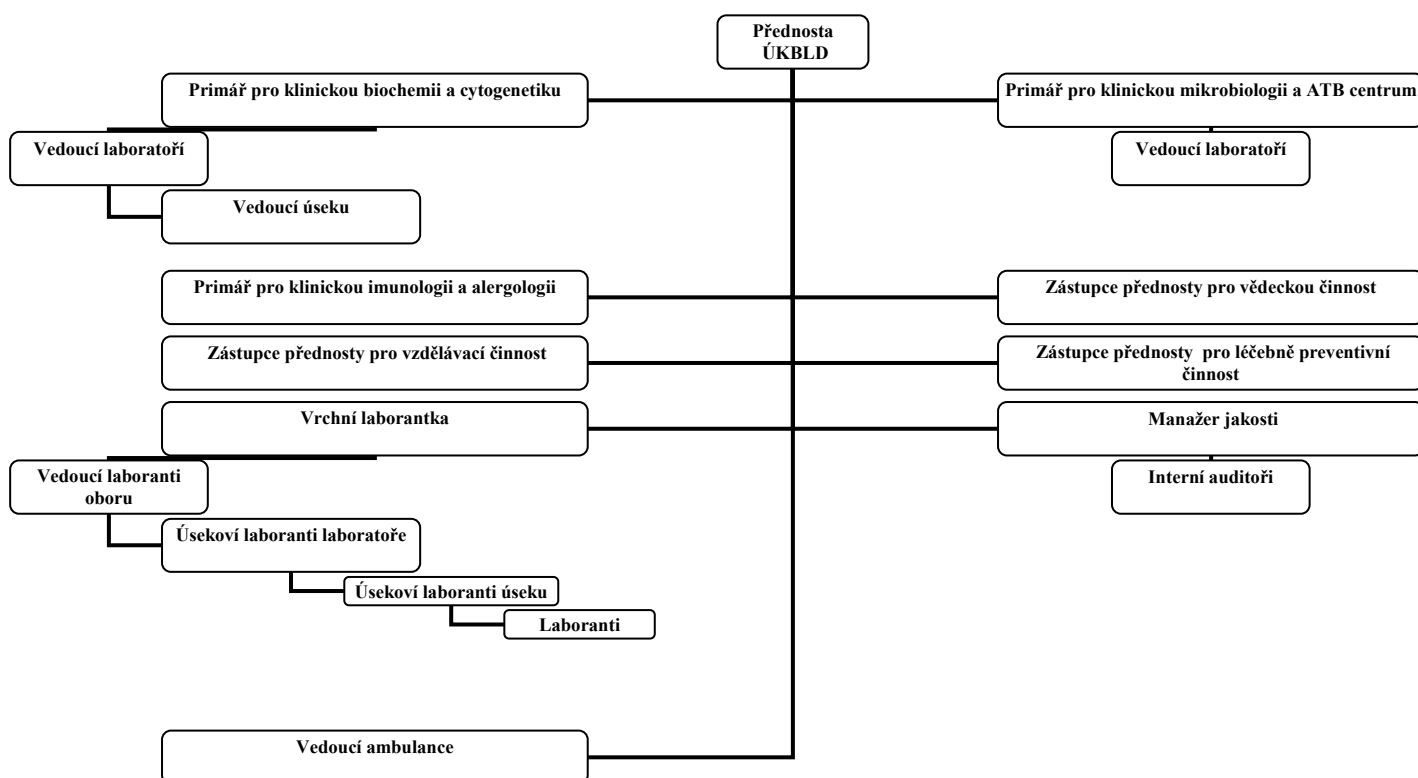 Přednosta
ÚKBLD
Primář pro klinickou biochemii a cytogenetiku
Primář pro klinickou mikrobiologii a ATB centrum
Vedoucí laboratoří
Vedoucí laboratoří
Vedoucí úseku
Primář pro klinickou imunologii a alergologii
Zástupce přednosty pro vědeckou činnost
Zástupce přednosty pro vzdělávací činnost
Zástupce přednosty  pro léčebně preventivní
činnost
Vrchní laborantka
Manažer jakosti
Vedoucí laboranti
oboru
Interní auditoři
Úsekoví laboranti laboratoře
Úsekoví laboranti úseku
Laboranti
Vedoucí ambulance